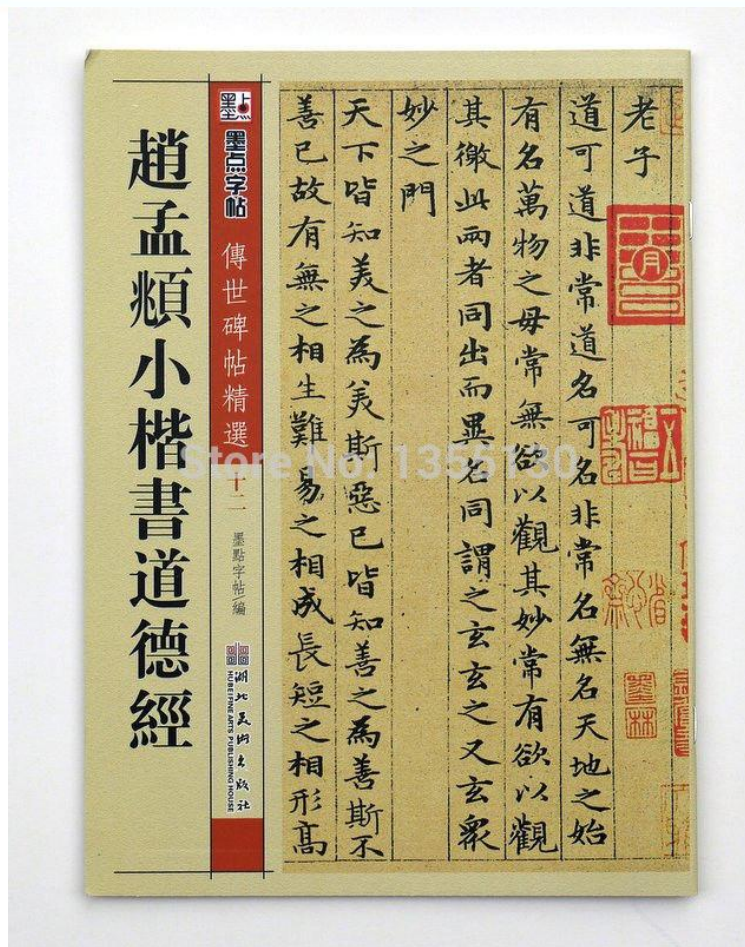 老子
道可道非常道名可名非常名無名天地之始
有名萬物之母常無欲以觀其妙常有欲以觀
其徼此兩者同出而異名同謂之玄玄之又玄衆
妙之門
天下皆知美之為美斯惡已皆知善之為善斯不
善已故有無之相生難易之相成長短之相形高
墨点
墨点字帖
傳世碑帖精選
十二
墨點字帖/編
湖北美術出版社
HUBEI FINE ARTS PUBLISHING HOUSE
趙孟頫小楷書道德經
墨林
Store No: 1355130